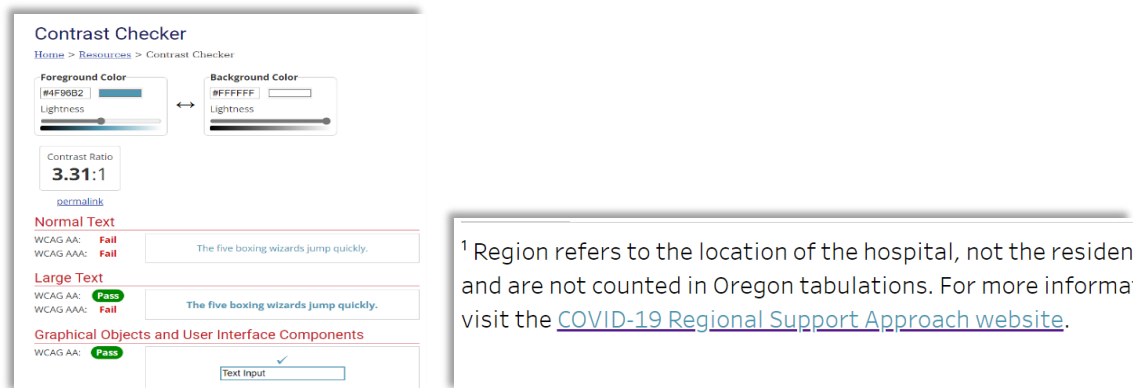 Contrast Checker
Home > Resources > Contrast Checker
Foreground Color
#4F96B2
Lightness
Background Color
#FFFFFF
Lightness
Contrast Ratio
3.31:1
permalink
Normal Text
WCAG AA: Fail
WCAG AAA: Fail
The five boxing wizards jump quickly.
Large Text
WCAG AA: Pass
WCAG AAA: Fail
The five boxing wizards jump quickly.
Graphical Objects and User Interface Components
WCAG AA: Pass
Text Input
1 Region refers to the location of the hospital, not the residen
and are not counted in Oregon tabulations. For more informat
visit the COVID-19 Regional Support Approach website.